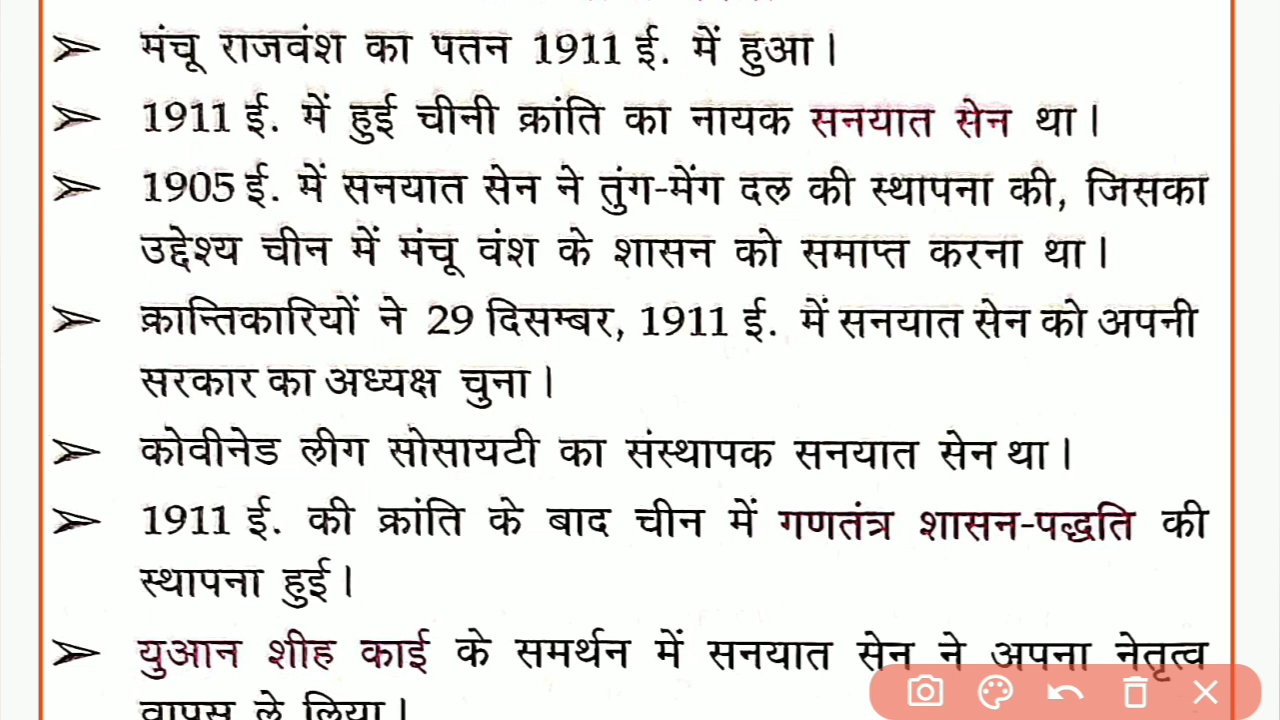 ➢ मंचू राजवंश का पतन 1911 ई. में हुआ।
➢ 1911 ई. में हुई चीनी क्रांति का नायक सनयात सेन था।
➢ 1905 ई. में सनयात सेन ने तुंग-मेंग दल की स्थापना की, जिसका
उद्देश्य चीन में मंचू वंश के शासन को समाप्त करना था।
➢ क्रान्तिकारियों ने 29 दिसम्बर, 1911 ई. में सनयात सेन को अपनी
सरकार का अध्यक्ष चुना।
➢ कोवीनेड लीग सोसायटी का संस्थापक सनयात सेन था।
➢ 1911 ई. की क्रांति के बाद चीन में गणतंत्र शासन-पद्धति की
स्थापना हुई।
➢ युआन शीह काई के समर्थन में सनयात सेन ने अपना नेतृत्व
वापस ले लिया।